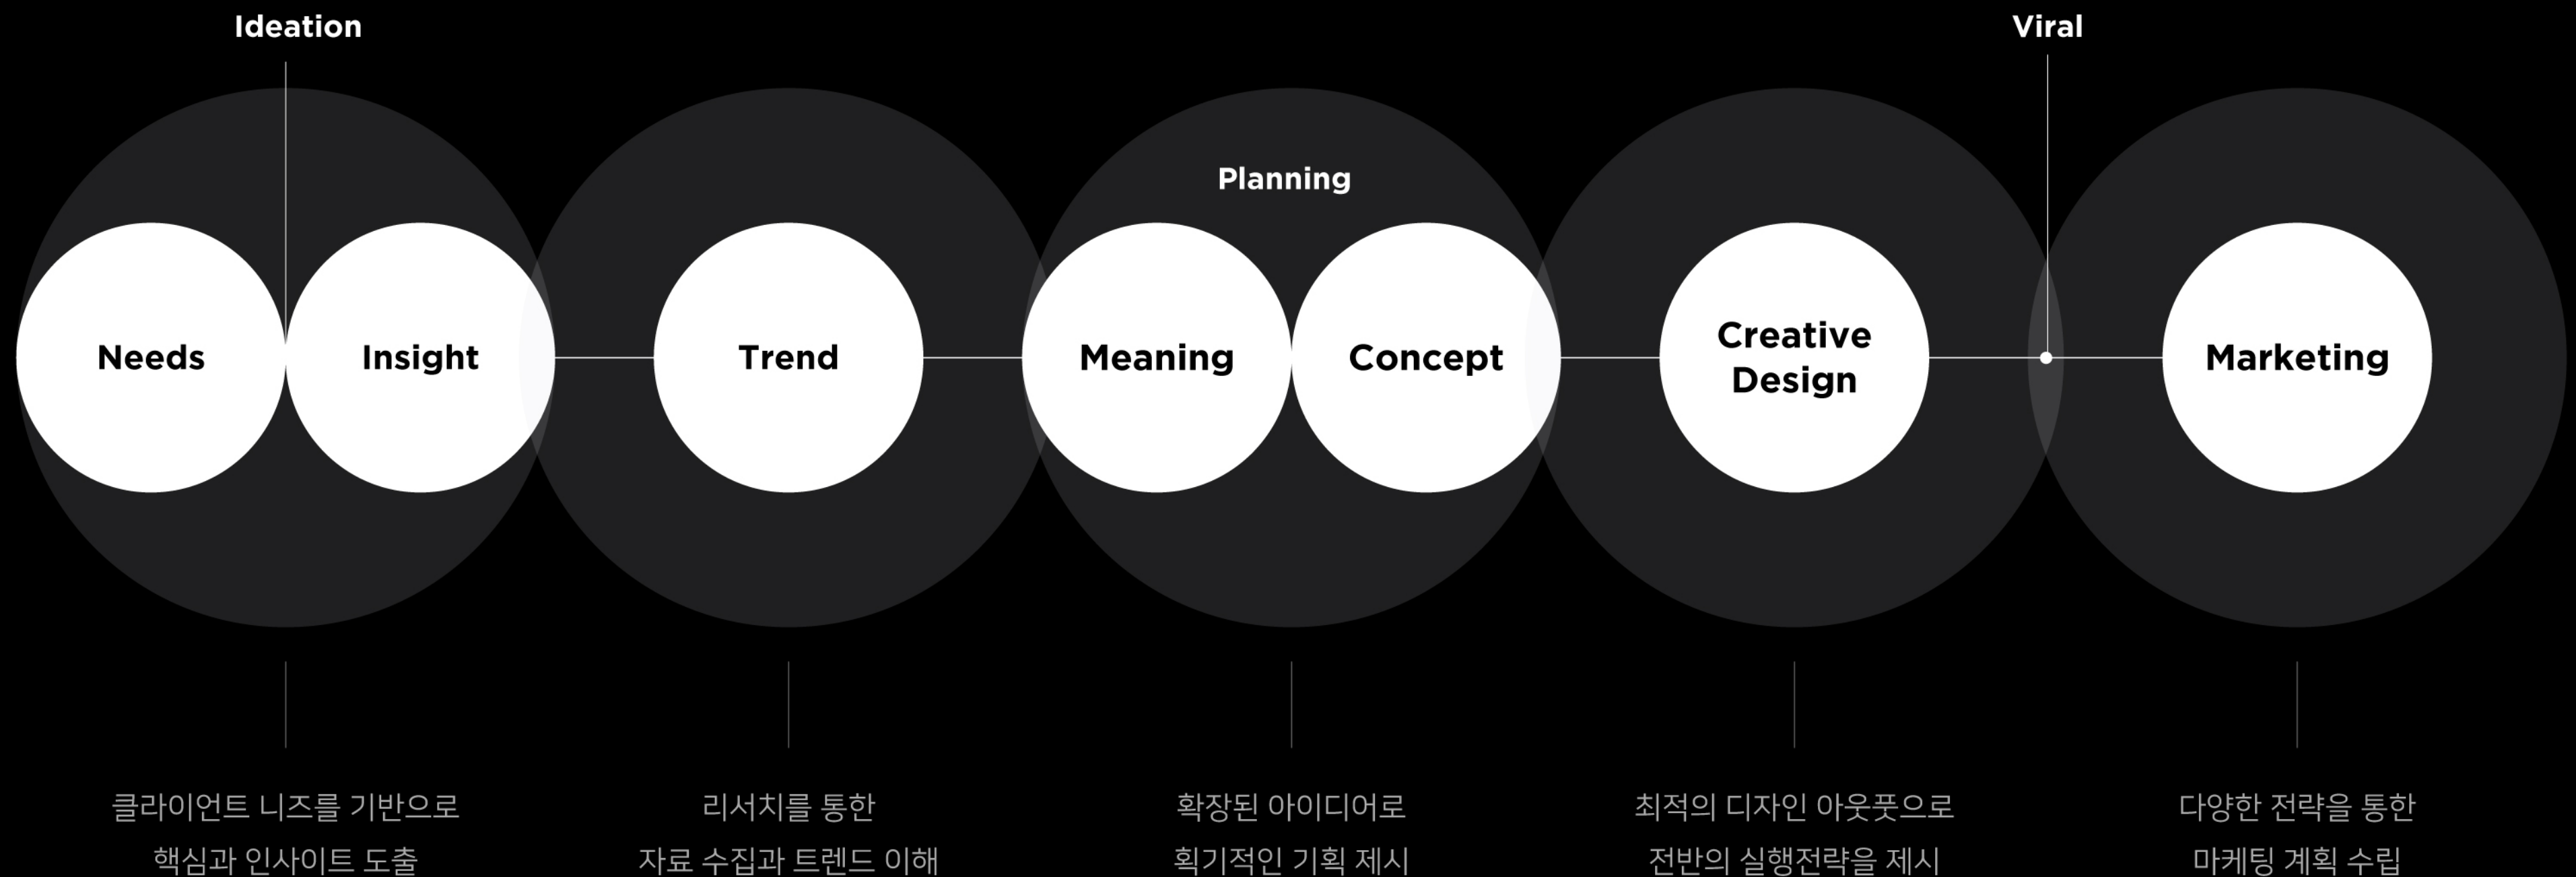 Ideation
Viral
Planning
Needs
Insight
Trend
Meaning
Concept
Creative
Design
Marketing
클라이언트 니즈를 기반으로
핵심과 인사이트 도출
리서치를 통한
자료 수집과 트렌드 이해
확장된 아이디어로
획기적인 기획 제시
최적의 디자인 아웃풋으로
전반의 실행전략을 제시
다양한 전략을 통한
마케팅 계획 수립